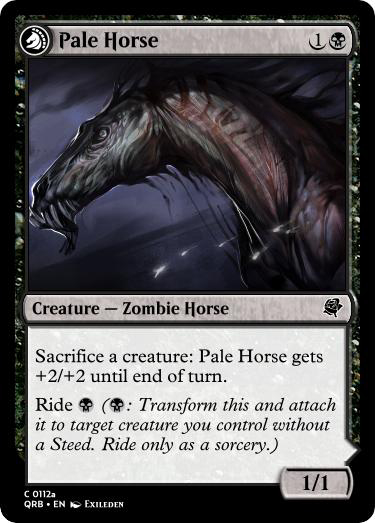 Pale Horse 1
Creature — Zombie Horse
Sacrifice a creature: Pale Horse gets
+2/+2 until end of turn.
Ride (: Transform this and attach
it to target creature you control without
a Steed. Ride only as a sorcery.)
1/1
C 0112a
QRB • EN Exileden